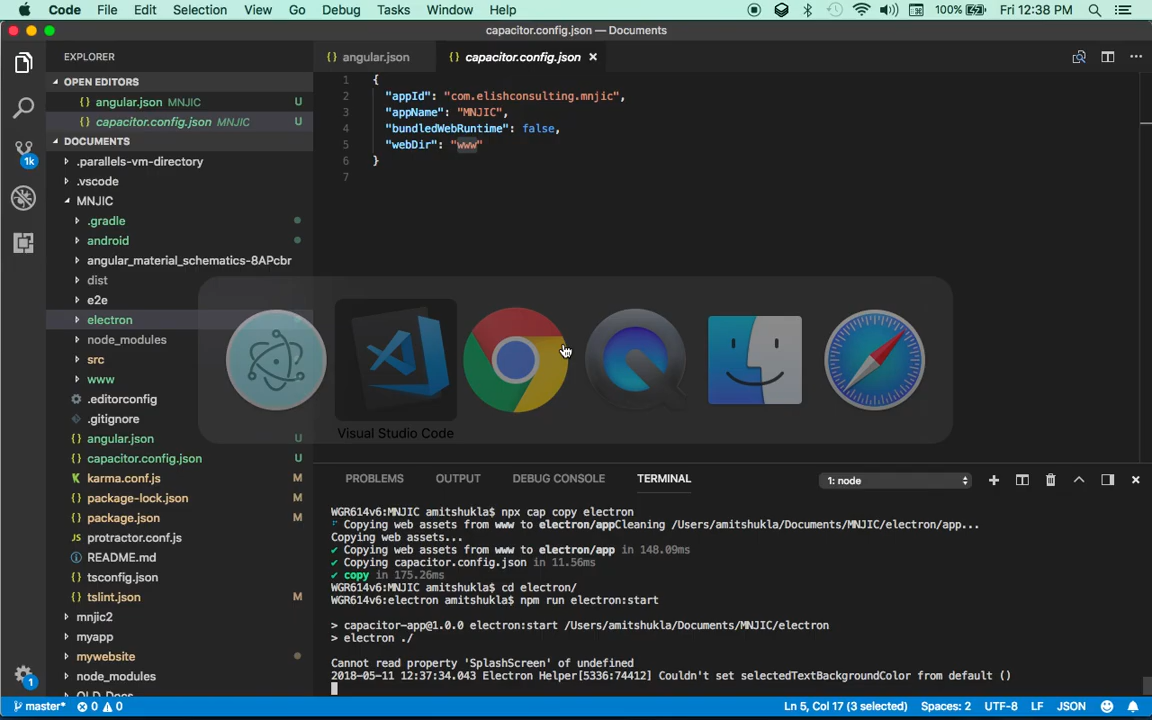 Code File Edit Selection View Go Debug Tasks Window Help 100% Fri 12:38 PM
capacitor.config.json — Documents
EXPLORER
OPEN EDITORS
{} angular.json MNJIC U
{} capacitor.config.json MNJIC U
DOCUMENTS
.parallels-vm-directory
.vscode
MNJIC
.gradle
android
angular_material_schematics-8APcbr
dist
e2e
electron
node_modules
src
www
.editorconfig
.gitignore
{} angular.json U
{} capacitor.config.json U
karma.conf.js M
{} package-lock.json M
{} package.json M
JS protractor.conf.js
README.md
{} tsconfig.json
{} tslint.json M
mnjic2
myapp
mywebsite
node_modules
OLD_Docs
1k
1
{} angular.json
{} capacitor.config.json ×
1 {
2 "appId": "com.elishconsulting.mnjic",
3 "appName": "MNJIC",
4 "bundledWebRuntime": false,
5 "webDir": "www"
6 }
7
Visual Studio Code
PROBLEMS OUTPUT DEBUG CONSOLE TERMINAL 1: node
WGR614v6:MNJIC amitshukla$ npx cap copy electron
Copying web assets from www to electron/appCleaning /Users/amitshukla/Documents/MNJIC/electron/app...
Copying web assets...
✔ Copying web assets from www to electron/app in 148.09ms
✔ Copying capacitor.config.json in 11.56ms
✔ copy in 175.26ms
WGR614v6:MNJIC amitshukla$ cd electron/
WGR614v6:electron amitshukla$ npm run electron:start
> capacitor-app@1.0.0 electron:start /Users/amitshukla/Documents/MNJIC/electron
> electron ./
Cannot read property 'SplashScreen' of undefined
2018-05-11 12:37:34.043 Electron Helper[5336:74412] Couldn't set selectedTextBackgroundColor from default ()
master* 0 0 Ln 5, Col 17 (3 selected) Spaces: 2 UTF-8 LF JSON